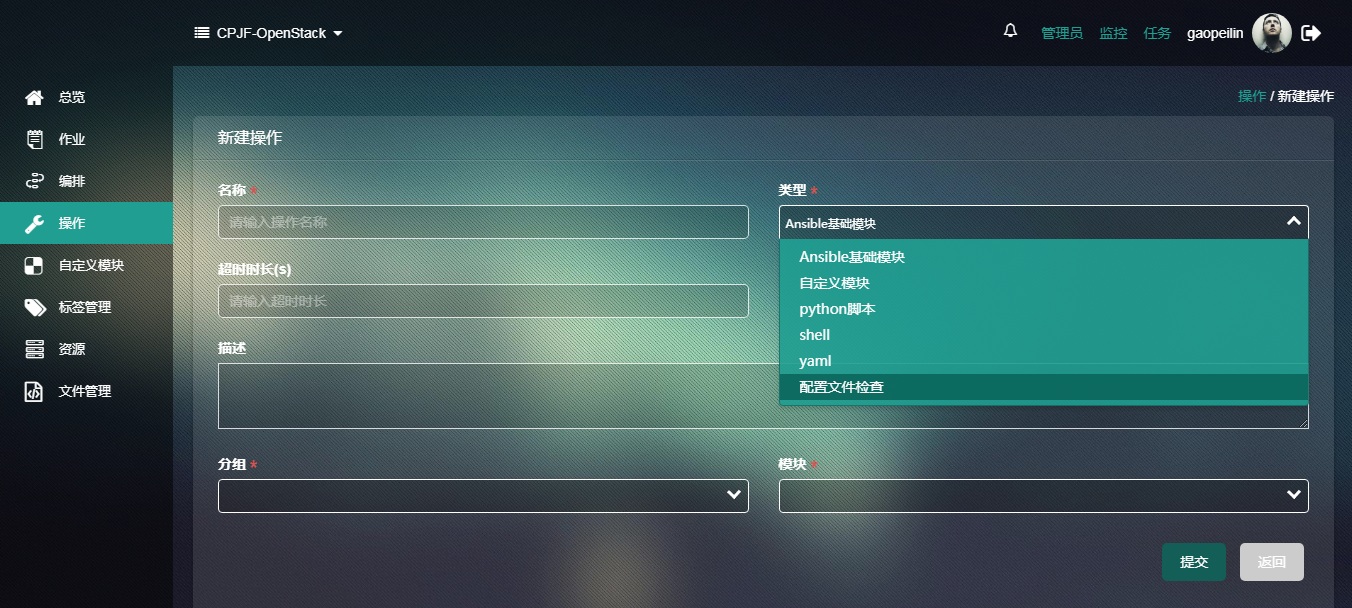 CPJF-OpenStack
管理员 监控 任务 gaopeilin
总览
作业
编排
操作
自定义模块
标签管理
资源
文件管理
操作 / 新建操作
新建操作
名称 *
请输入操作名称
类型 *
Ansible基础模块
Ansible基础模块
自定义模块
python脚本
shell
yaml
配置文件检查
超时时长(s)
请输入超时时长
描述
分组 *
模块 *
提交
返回